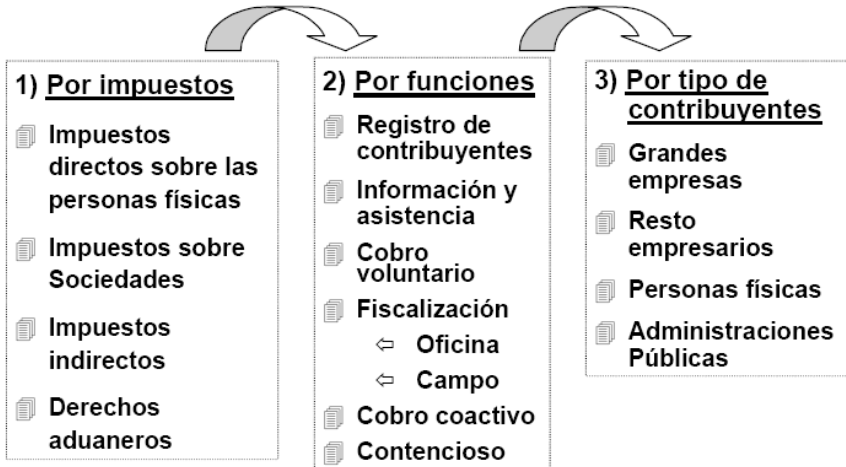 1) Por impuestos
Impuestos
directos sobre las
personas físicas
Impuestos sobre
Sociedades
Impuestos
indirectos
Derechos
aduaneros
2) Por funciones
Registro de
contribuyentes
Información y
asistencia
Cobro
voluntario
Fiscalización
Oficina
Campo
Cobro coactivo
Contencioso
3) Por tipo de
contribuyentes
Grandes
empresas
Resto
empresarios
Personas físicas
Administraciones
Públicas